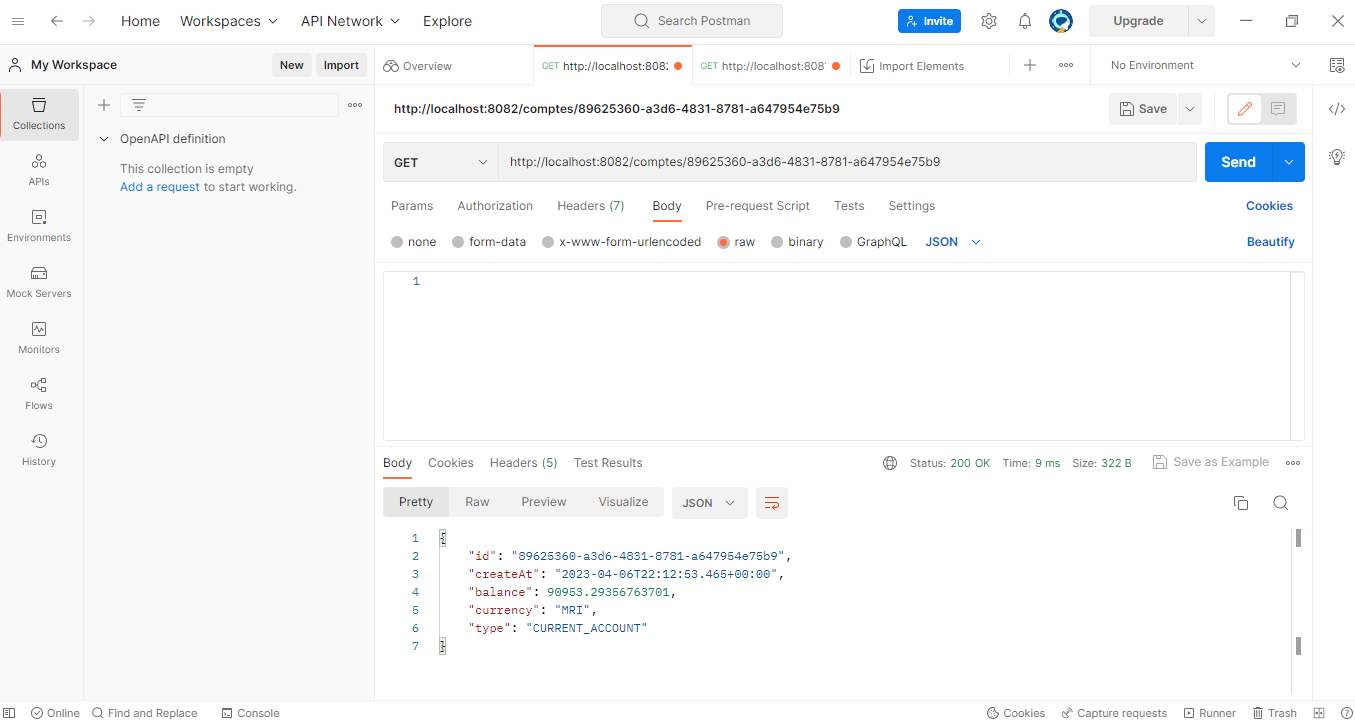 Home Workspaces API Network Explore Search Postman Invite Upgrade
My Workspace New Import Overview GET http://localhost:8082 GET http://localhost:808 Import Elements No Environment
Collections
APIs
Environments
Mock Servers
Monitors
Flows
History
OpenAPI definition
This collection is empty
Add a request to start working.
http://localhost:8082/comptes/89625360-a3d6-4831-8781-a647954e75b9 Save
GET http://localhost:8082/comptes/89625360-a3d6-4831-8781-a647954e75b9 Send
Params Authorization Headers (7) Body Pre-request Script Tests Settings Cookies
none form-data x-www-form-urlencoded raw binary GraphQL JSON Beautify
1
Body Cookies Headers (5) Test Results Status: 200 OK Time: 9 ms Size: 322 B Save as Example
Pretty Raw Preview Visualize JSON
1 {
2 "id": "89625360-a3d6-4831-8781-a647954e75b9",
3 "createAt": "2023-04-06T22:12:53.465+00:00",
4 "balance": 90953.29356763701,
5 "currency": "MRI",
6 "type": "CURRENT_ACCOUNT"
7 }
Online Find and Replace Console Cookies Capture requests Runner Trash